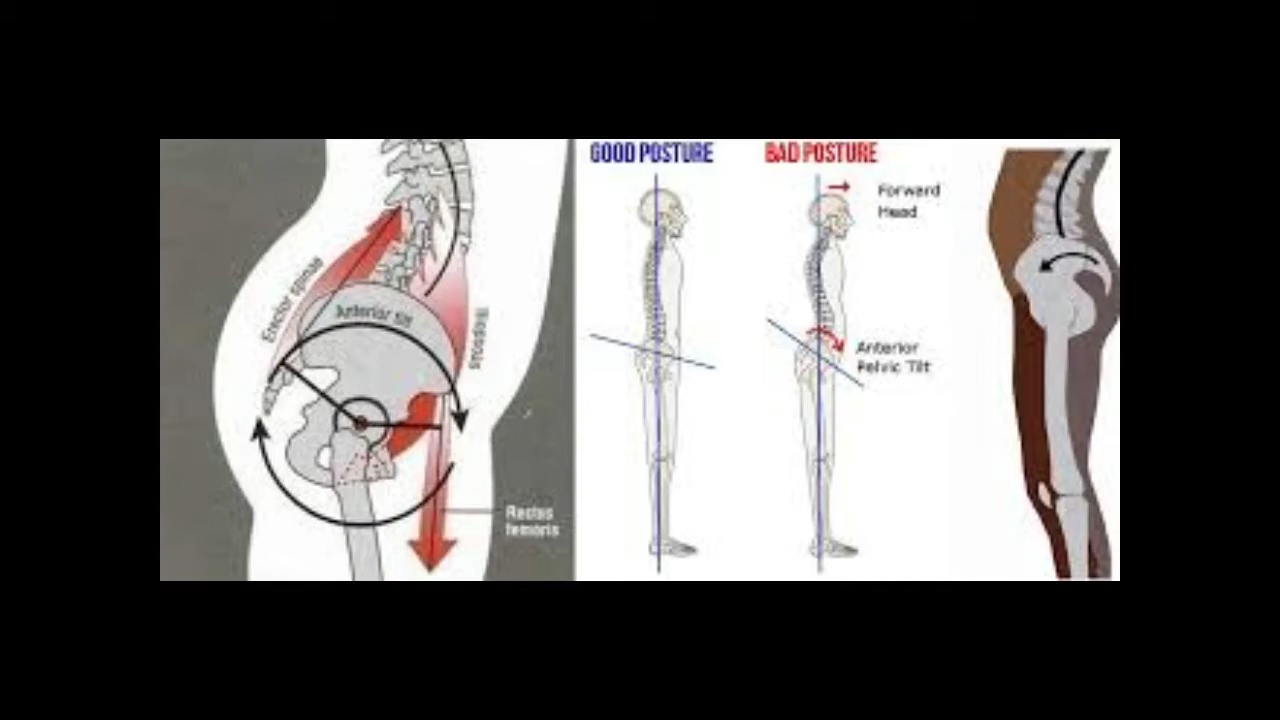 Erector spinae
Anterior tilt
Iliopsoas
Rectus
femoris
GOOD POSTURE
BAD POSTURE
Forward
Head
Anterior
Pelvic Tilt